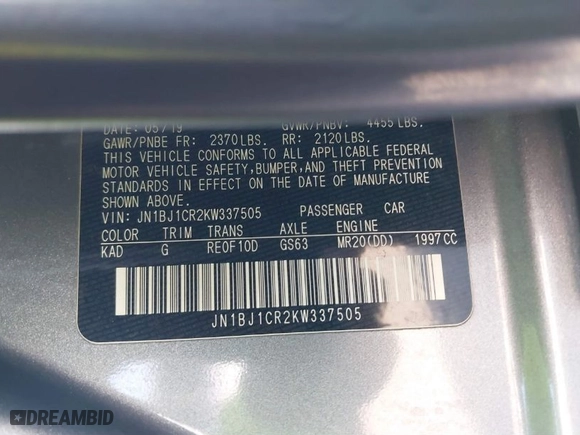 DATE: 05/19 GVWR/PNBV: 4455 LBS.
GAWR/PNBE FR: 2370 LBS. RR: 2120 LBS.
THIS VEHICLE CONFORMS TO ALL APPLICABLE FEDERAL
MOTOR VEHICLE SAFETY, BUMPER, AND THEFT PREVENTION
STANDARDS IN EFFECT ON THE DATE OF MANUFACTURE
SHOWN ABOVE.
VIN: JN1BJ1CR2KW337505 PASSENGER CAR
COLOR TRIM TRANS AXLE ENGINE
KAD G RE0F10D GS63 MR20(DD) 1997CC
JN1BJ1CR2KW337505
DREAMBID